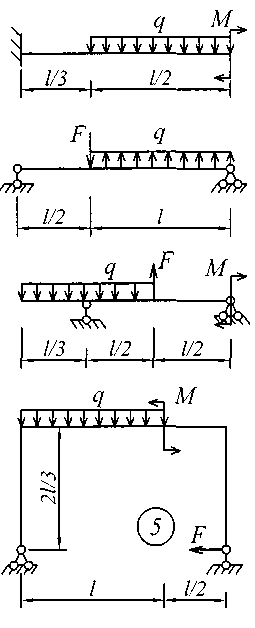 q M
l/3 l/2
F q
l/2 l
q F M
l/3 l/2 l/2
q M
2l/3
5 F
l l/2